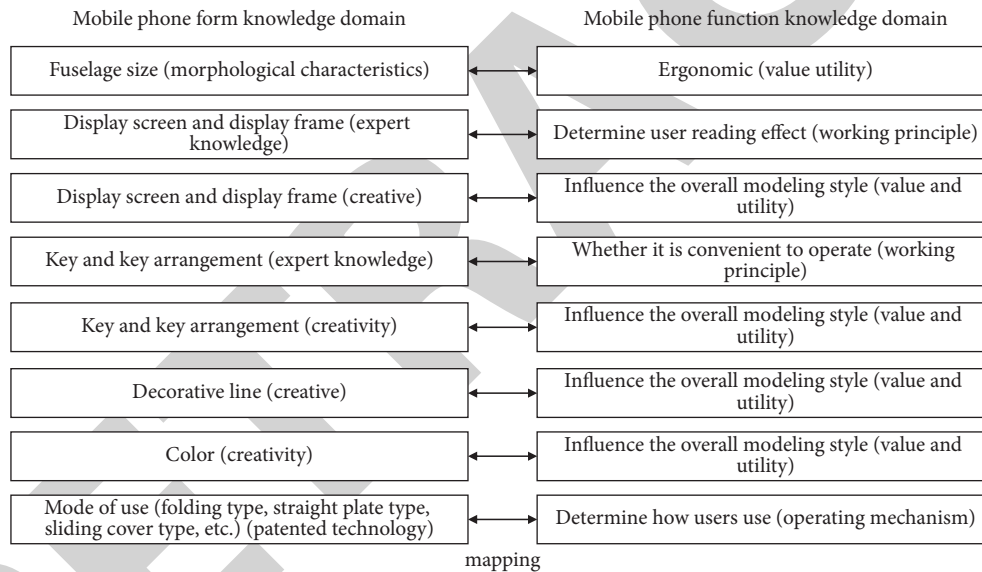 Mobile phone form knowledge domain
Mobile phone function knowledge domain
Fuselage size (morphological characteristics)
Ergonomic (value utility)
Display screen and display frame (expert
knowledge)
Determine user reading effect (working principle)
Display screen and display frame (creative)
Influence the overall modeling style (value and
utility)
Key and key arrangement (expert knowledge)
Whether it is convenient to operate (working
principle)
Key and key arrangement (creativity)
Influence the overall modeling style (value and
utility)
Decorative line (creative)
Influence the overall modeling style (value and
utility)
Color (creativity)
Influence the overall modeling style (value and
utility)
Mode of use (folding type, straight plate type,
sliding cover type, etc.) (patented technology)
Determine how users use (operating mechanism)
mapping